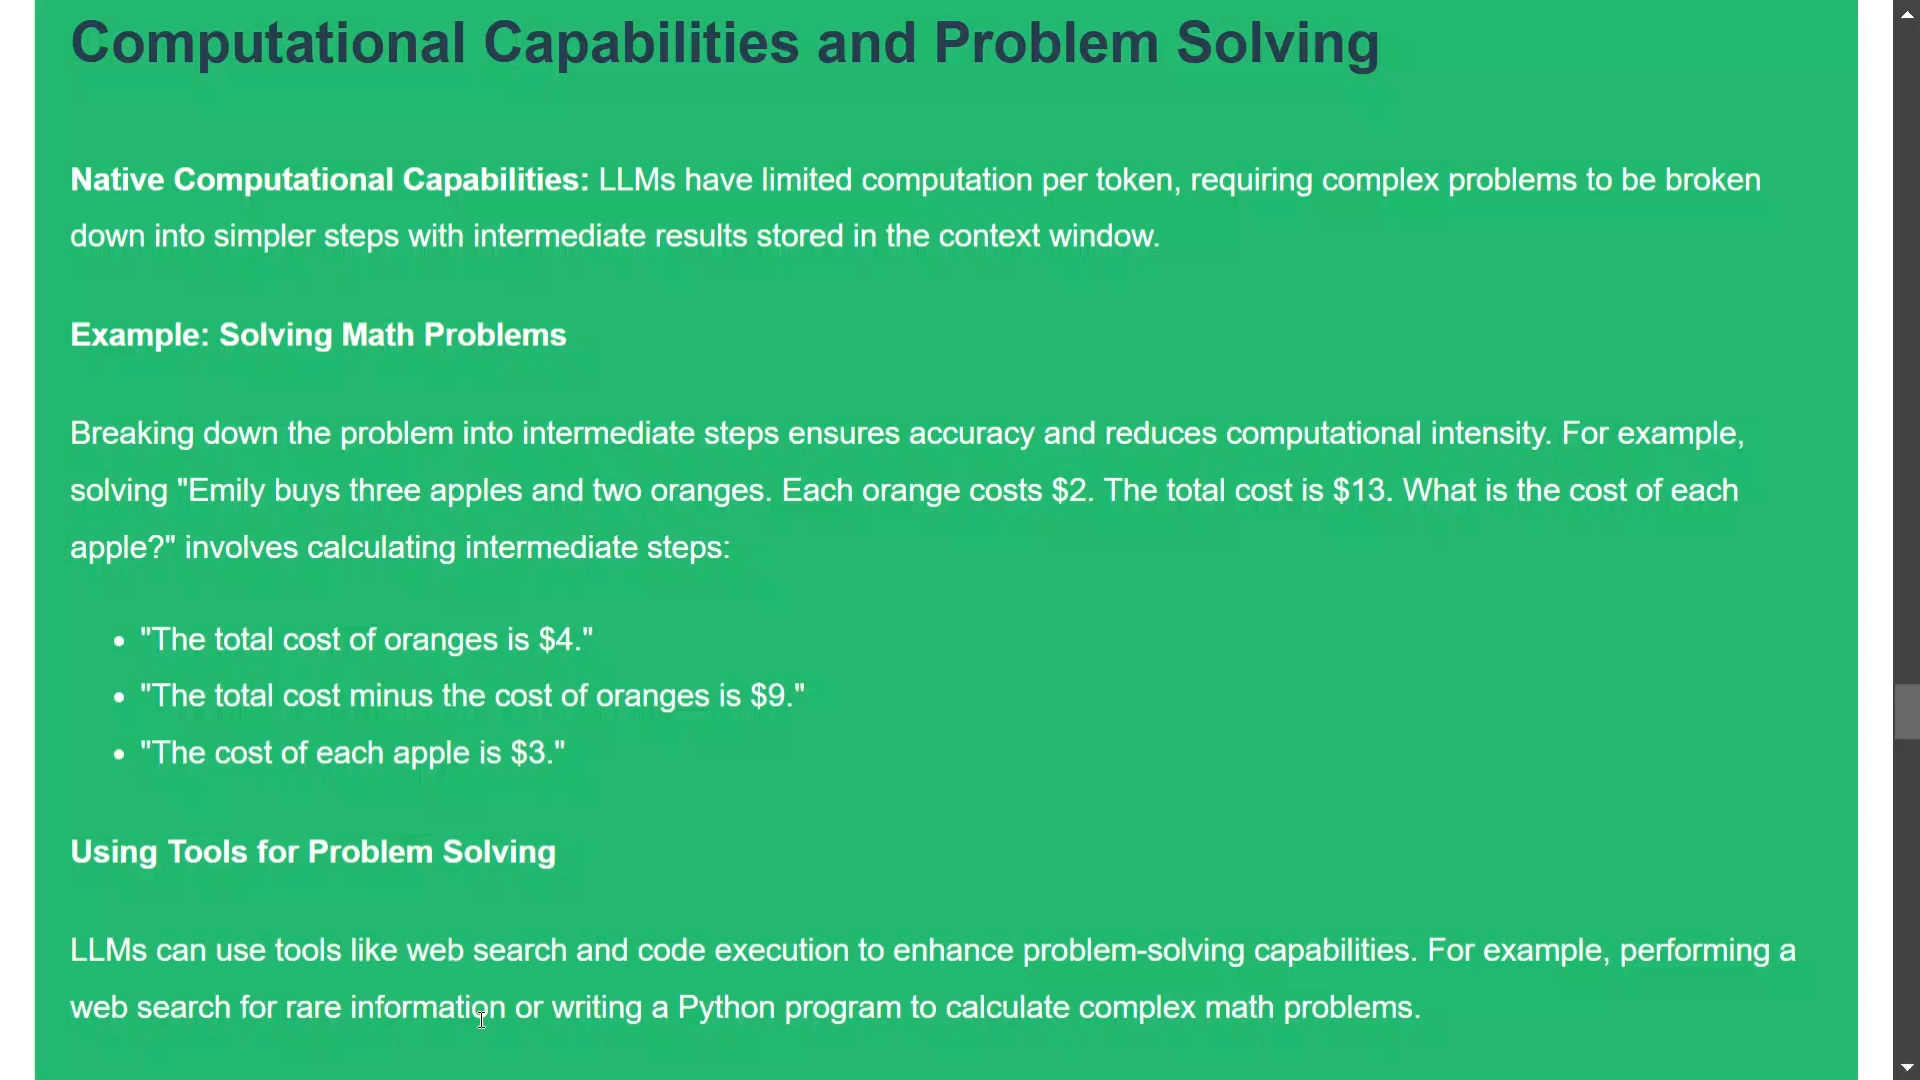 Computational Capabilities and Problem Solving
Native Computational Capabilities: LLMs have limited computation per token, requiring complex problems to be broken
down into simpler steps with intermediate results stored in the context window.
Example: Solving Math Problems
Breaking down the problem into intermediate steps ensures accuracy and reduces computational intensity. For example,
solving "Emily buys three apples and two oranges. Each orange costs $2. The total cost is $13. What is the cost of each
apple?" involves calculating intermediate steps:
• "The total cost of oranges is $4."
• "The total cost minus the cost of oranges is $9."
• "The cost of each apple is $3."
Using Tools for Problem Solving
LLMs can use tools like web search and code execution to enhance problem-solving capabilities. For example, performing a
web search for rare information or writing a Python program to calculate complex math problems.